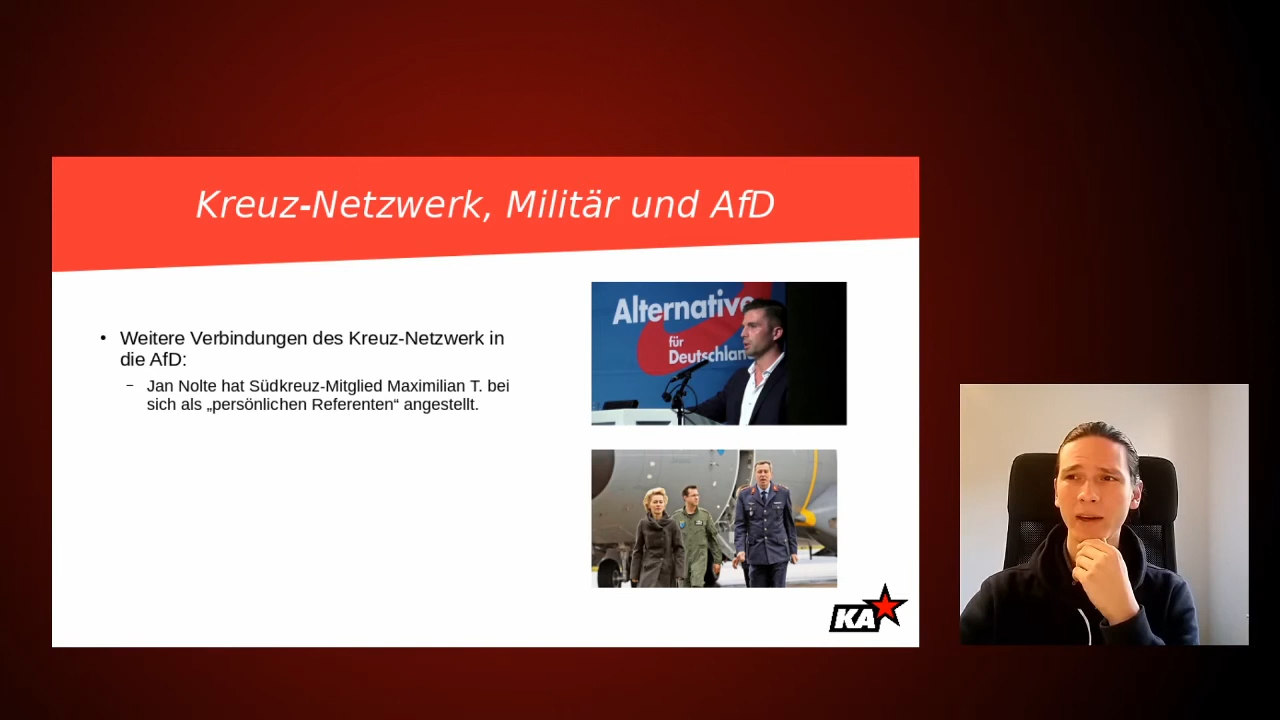 Kreuz-Netzwerk, Militär und AfD
• Weitere Verbindungen des Kreuz-Netzwerk in
die AfD:
– Jan Nolte hat Südkreuz-Mitglied Maximilian T. bei
sich als „persönlichen Referenten“ angestellt.
Alternative
für
Deutschlan
KA